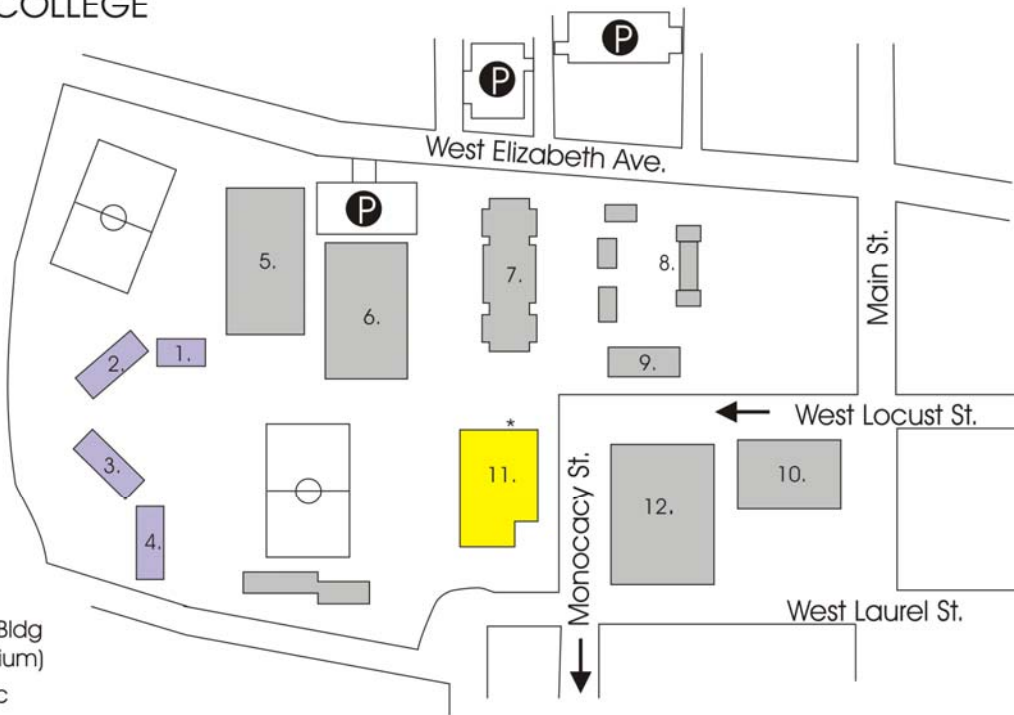 COLLEGE
P
P
West Elizabeth Ave.
P
5.
6.
7.
8.
Main St.
1.
2.
9.
West Locust St.
*
3.
11.
Monocacy St.
12.
10.
4.
West Laurel St.
Bldg